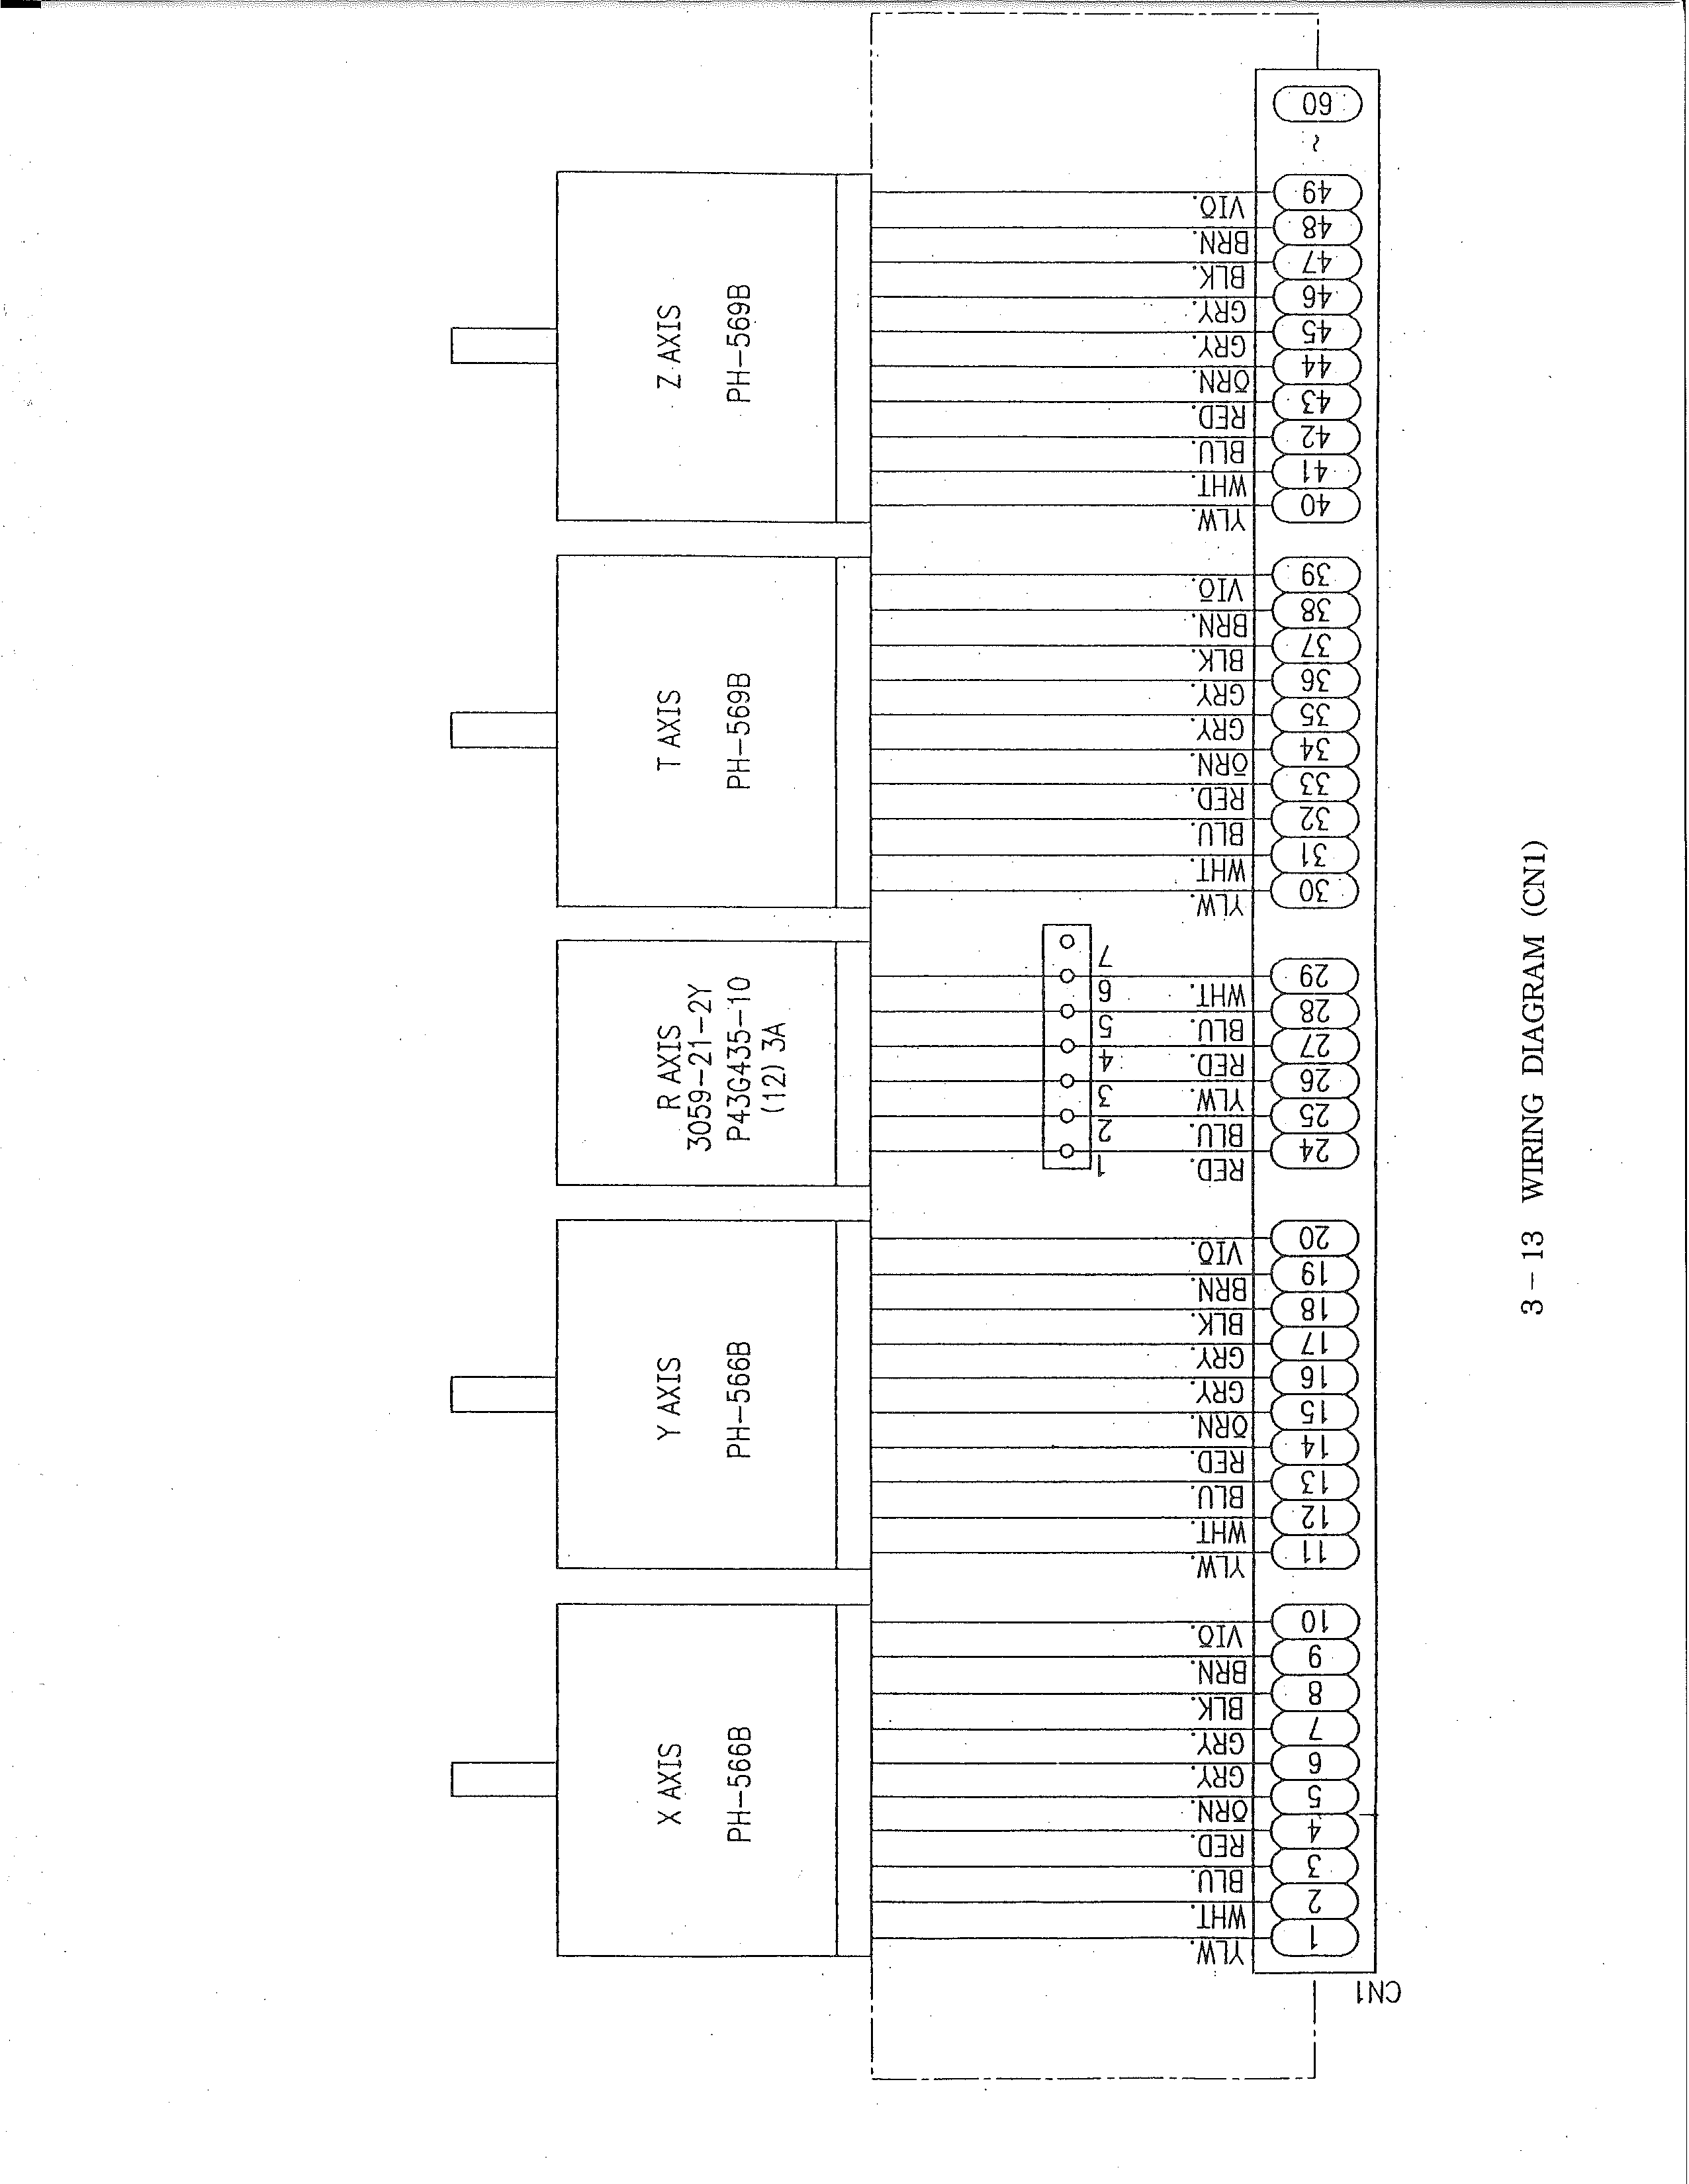 60
~
49
VIO.
48
BRN.
47
BLK.
46
GRY.
45
GRY.
44
ORN.
43
RED.
42
BLU.
41
WHT.
40
YLW.
Z AXIS
PH-569B
39
VIO.
38
BRN.
37
BLK.
36
GRY.
35
GRY.
34
ORN.
33
RED.
32
BLU.
31
WHT.
30
YLW.
T AXIS
PH-569B
7
29
6
WHT.
28
5
BLU.
27
4
RED.
26
3
YLW.
25
2
BLU.
24
1
RED.
R AXIS
3059-21-2Y
P43G435-10
(12) 3A
20
VIO.
19
BRN.
18
BLK.
17
GRY.
16
GRY.
15
ORN.
14
RED.
13
BLU.
12
WHT.
11
YLW.
Y AXIS
PH-566B
10
VIO.
9
BRN.
8
BLK.
7
GRY.
6
GRY.
5
ORN.
4
RED.
3
BLU.
2
WHT.
1
YLW.
X AXIS
PH-566B
CN1
3-13 WIRING DIAGRAM (CN1)